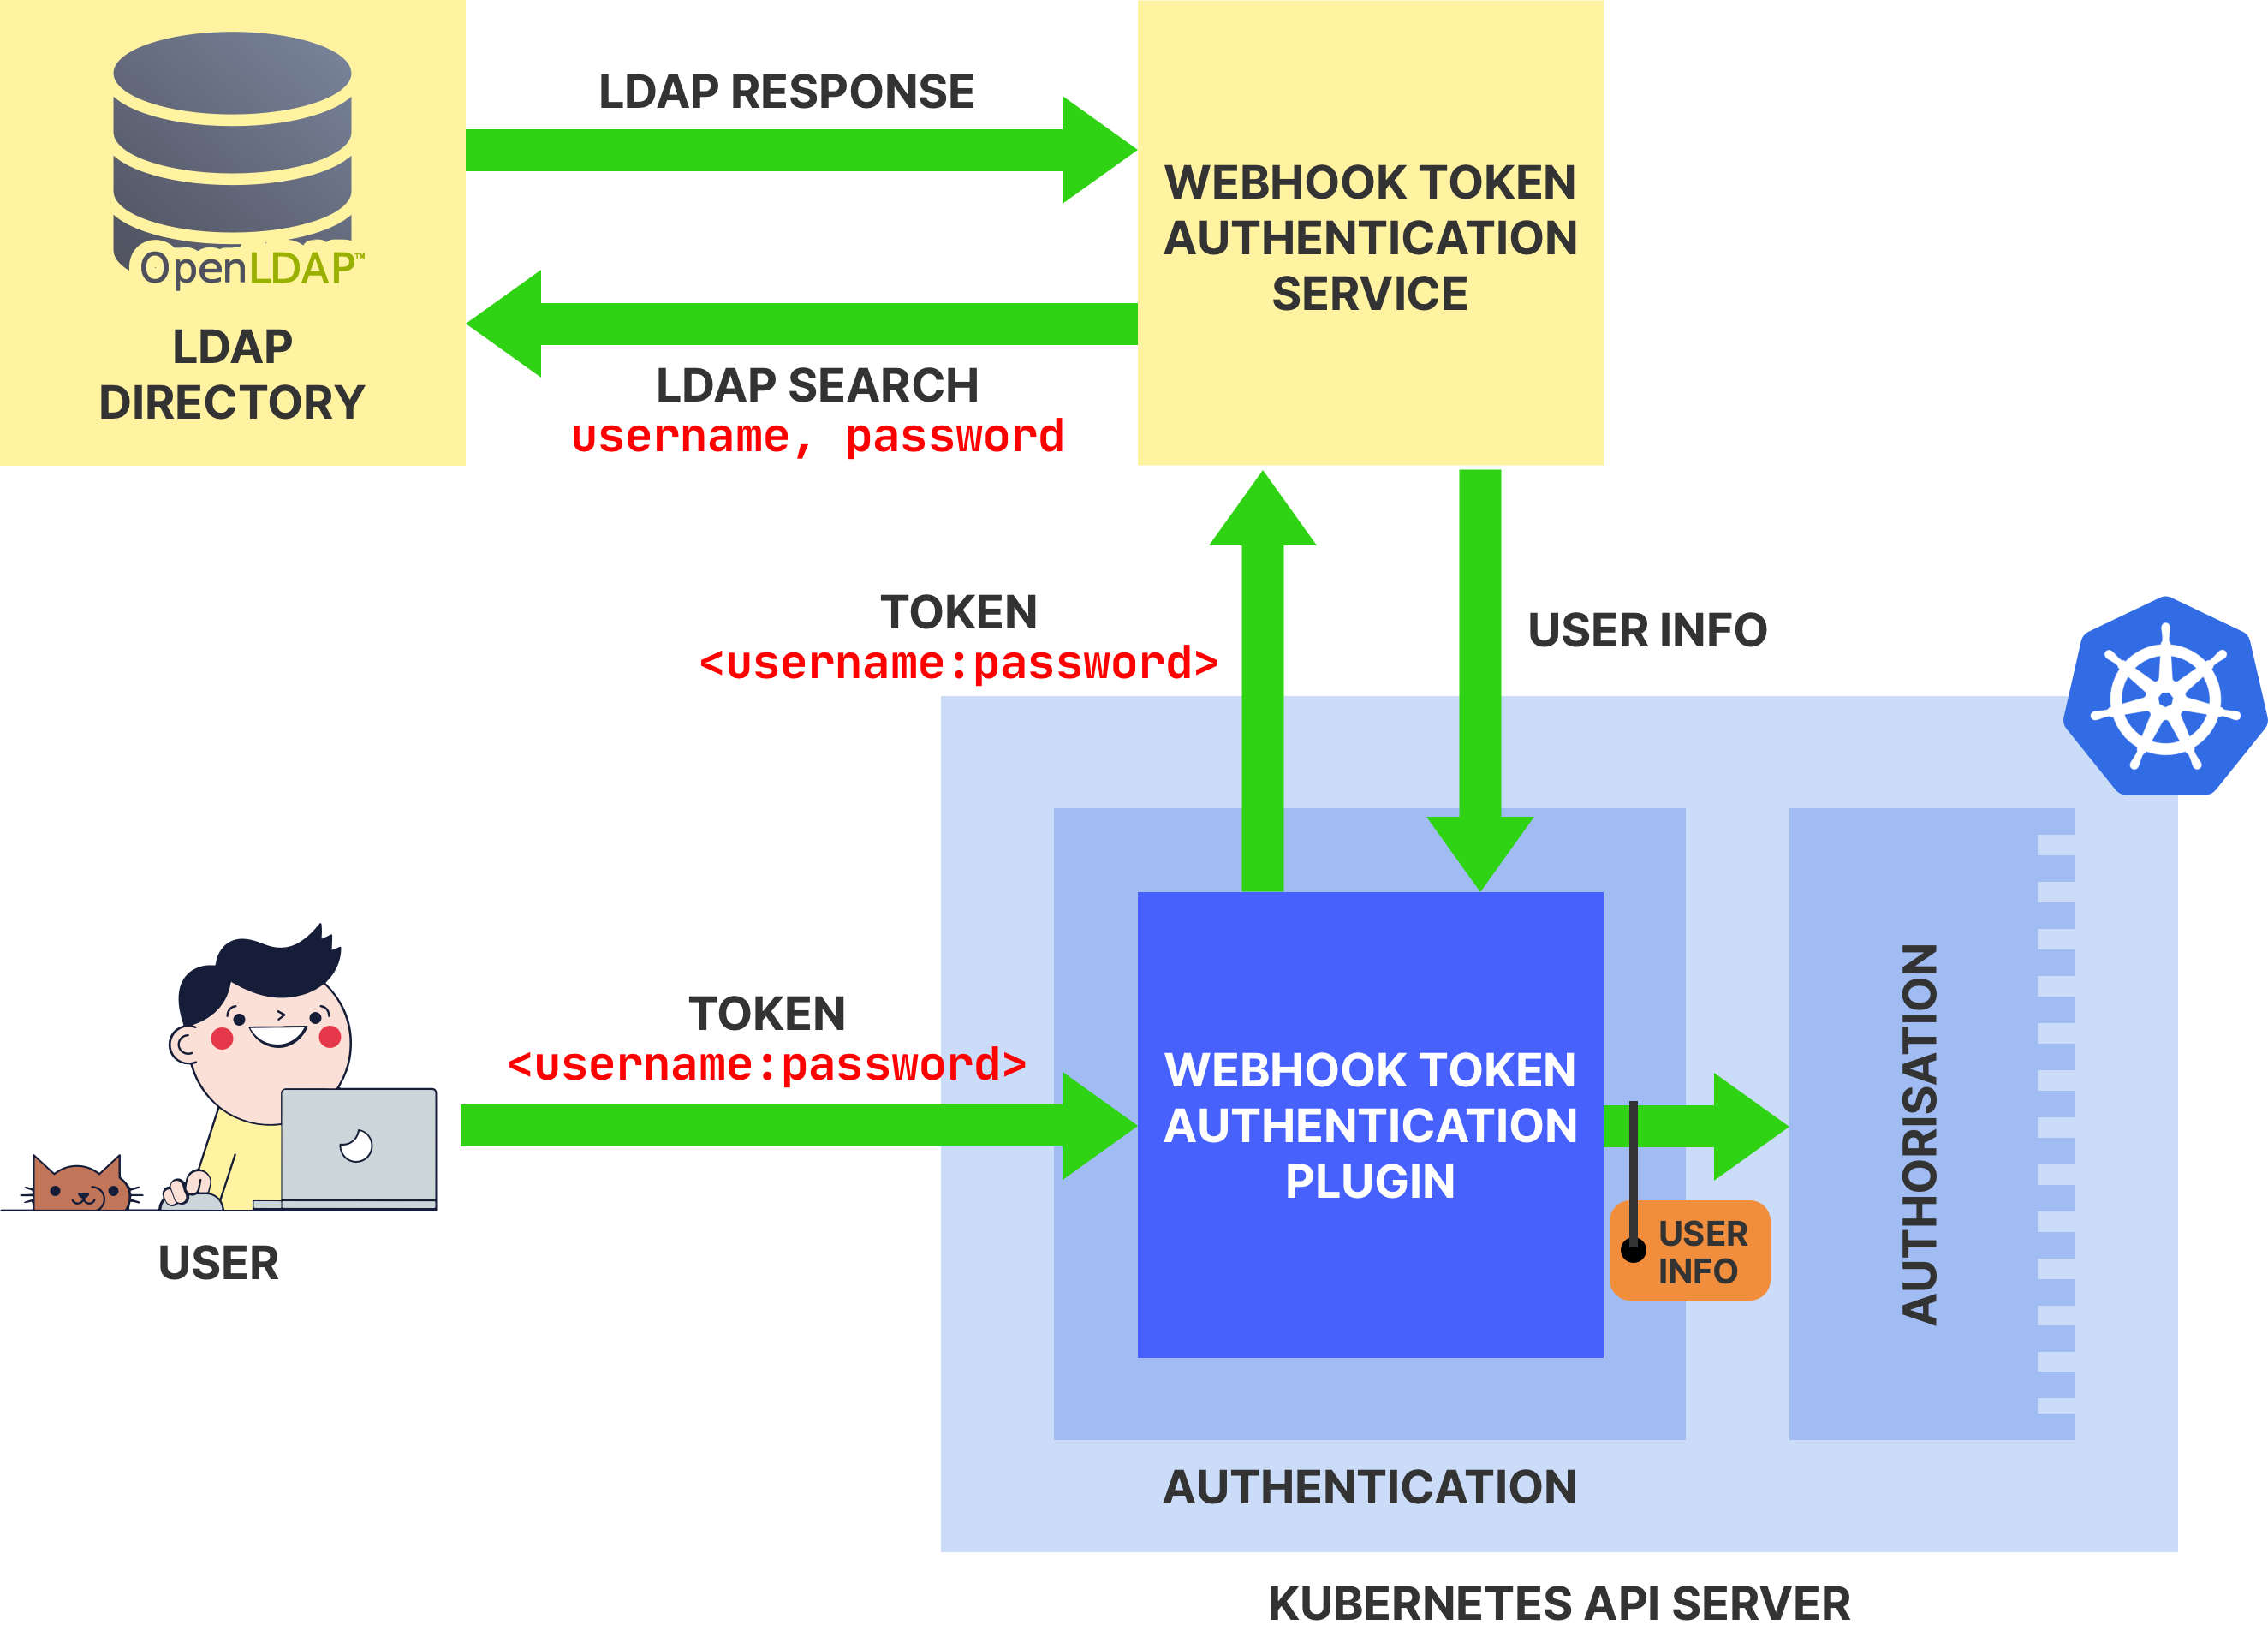 LDAP RESPONSE
OpenLDAP™
LDAP
DIRECTORY
WEBHOOK TOKEN
AUTHENTICATION
SERVICE
LDAP SEARCH
username, password
TOKEN
<username:password>
USER INFO
TOKEN
<username:password>
USER
WEBHOOK TOKEN
AUTHENTICATION
PLUGIN
USER
INFO
AUTHORISATION
AUTHENTICATION
KUBERNETES API SERVER